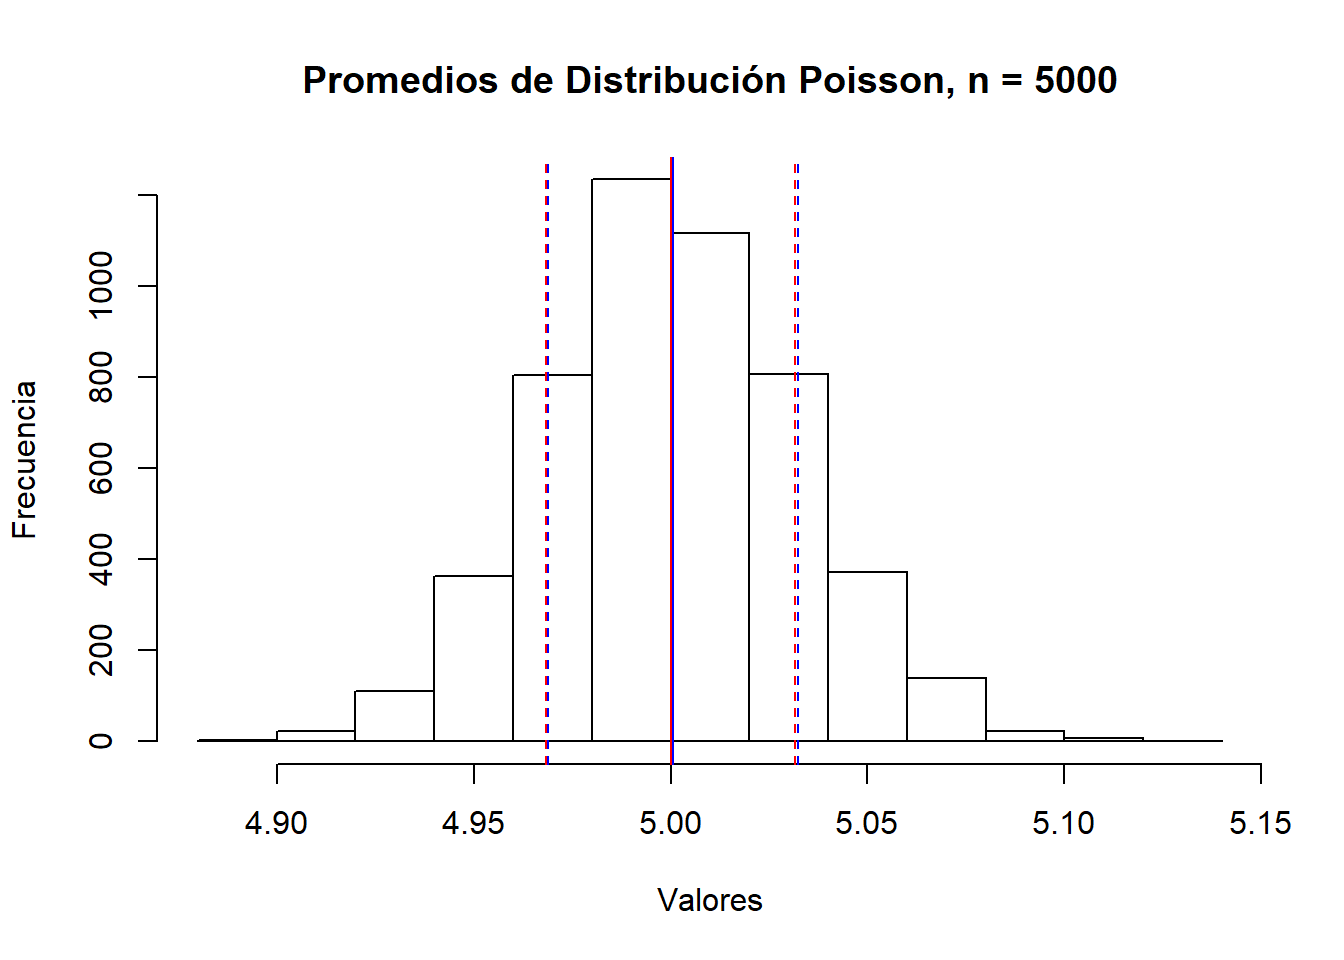 Promedios de Distribución Poisson, n = 5000
Frecuencia
1000
800
600
400
200
0
4.90 4.95 5.00 5.05 5.10 5.15
Valores